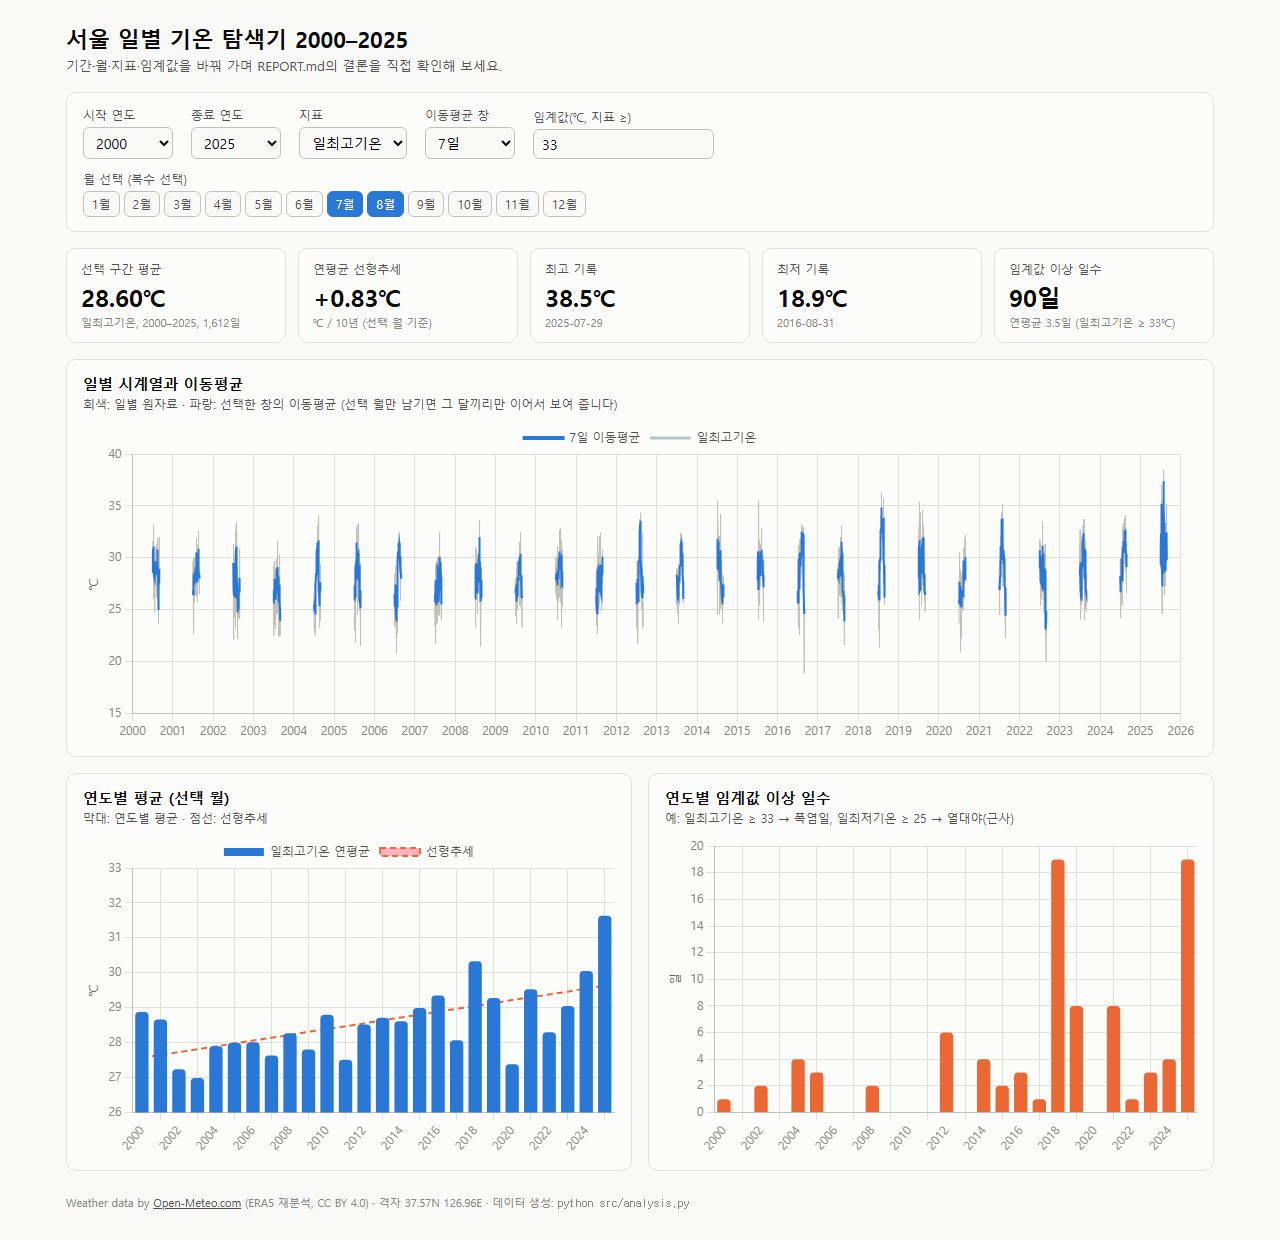 서울 일별 기온 탐색기 2000–2025
기간·월·지표·임계값을 바꿔 가며 REPORT.md의 결론을 직접 확인해 보세요.
시작 연도 종료 연도 지표 이동평균 창 임계값(℃, 지표 ≥)
2000 2025 일최고기온 7일 33
월 선택 (복수 선택)
1월 2월 3월 4월 5월 6월 7월 8월 9월 10월 11월 12월
선택 구간 평균
28.60℃
일최고기온, 2000–2025, 1,612일
연평균 선형추세
+0.83℃
℃ / 10년 (선택 월 기준)
최고 기록
38.5℃
2025-07-29
최저 기록
18.9℃
2016-08-31
임계값 이상 일수
90일
연평균 3.5일 (일최고기온 ≥ 33℃)
일별 시계열과 이동평균
회색: 일별 원자료 · 파랑: 선택한 창의 이동평균 (선택 월만 남기면 그 달끼리만 이어서 보여 줍니다)
7일 이동평균 일최고기온
40
35
30
25
20
15
℃
2000 2001 2002 2003 2004 2005 2006 2007 2008 2009 2010 2011 2012 2013 2014 2015 2016 2017 2018 2019 2020 2021 2022 2023 2024 2025 2026
연도별 평균 (선택 월)
막대: 연도별 평균 · 점선: 선형추세
일최고기온 연평균 선형추세
33
32
31
30
29
28
27
26
℃
2000 2002 2004 2006 2008 2010 2012 2014 2016 2018 2020 2022 2024
연도별 임계값 이상 일수
예: 일최고기온 ≥ 33 → 폭염일, 일최저기온 ≥ 25 → 열대야(근사)
20
18
16
14
12
10
8
6
4
2
0
일
2000 2002 2004 2006 2008 2010 2012 2014 2016 2018 2020 2022 2024
Weather data by Open-Meteo.com (ERA5 재분석, CC BY 4.0) · 격자 37.57N 126.96E · 데이터 생성: python src/analysis.py